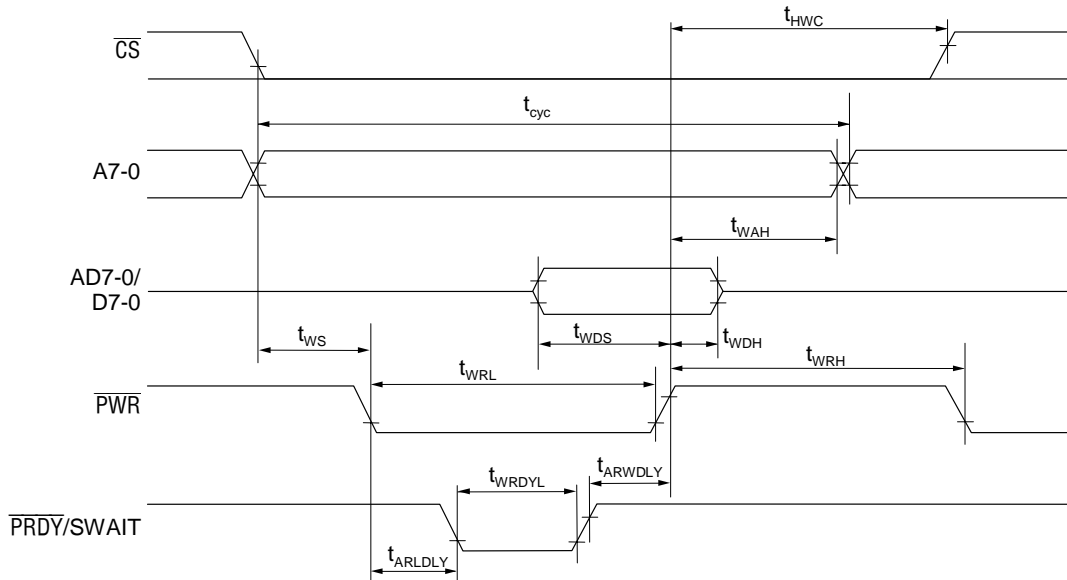 tHWC
CS
tcyc
A7-0
tWAH
AD7-0/
D7-0
tWS
tWDS
tWDH
tWRL
tWRH
PWR
tWRDYL
tARWDLY
PRDY/SWAIT
tARLDLY